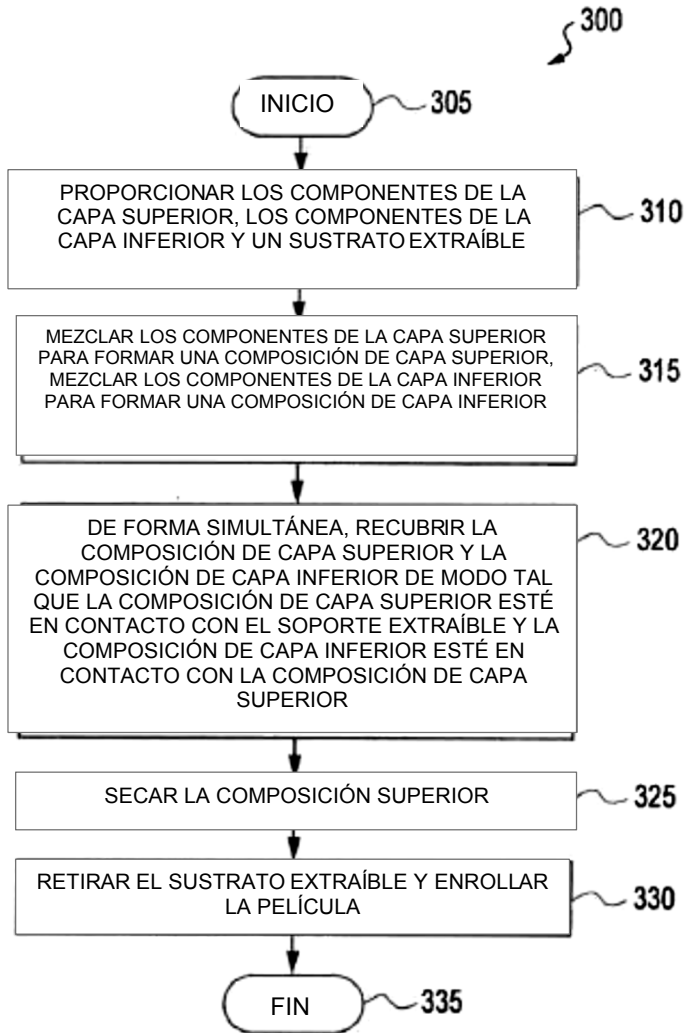 300
INICIO
305
PROPORCIONAR LOS COMPONENTES DE LA
CAPA SUPERIOR, LOS COMPONENTES DE LA
CAPA INFERIOR Y UN SUSTRATO EXTRAÍBLE
310
MEZCLAR LOS COMPONENTES DE LA CAPA SUPERIOR
PARA FORMAR UNA COMPOSICIÓN DE CAPA SUPERIOR,
MEZCLAR LOS COMPONENTES DE LA CAPA INFERIOR
PARA FORMAR UNA COMPOSICIÓN DE CAPA INFERIOR
315
DE FORMA SIMULTÁNEA, RECUBRIR LA
COMPOSICIÓN DE CAPA SUPERIOR Y LA
COMPOSICIÓN DE CAPA INFERIOR DE MODO TAL
QUE LA COMPOSICIÓN DE CAPA SUPERIOR ESTÉ
EN CONTACTO CON EL SOPORTE EXTRAÍBLE Y LA
COMPOSICIÓN DE CAPA INFERIOR ESTÉ EN
CONTACTO CON LA COMPOSICIÓN DE CAPA
SUPERIOR
320
SECAR LA COMPOSICIÓN SUPERIOR
325
RETIRAR EL SUSTRATO EXTRAÍBLE Y ENROLLAR
LA PELÍCULA
330
FIN
335